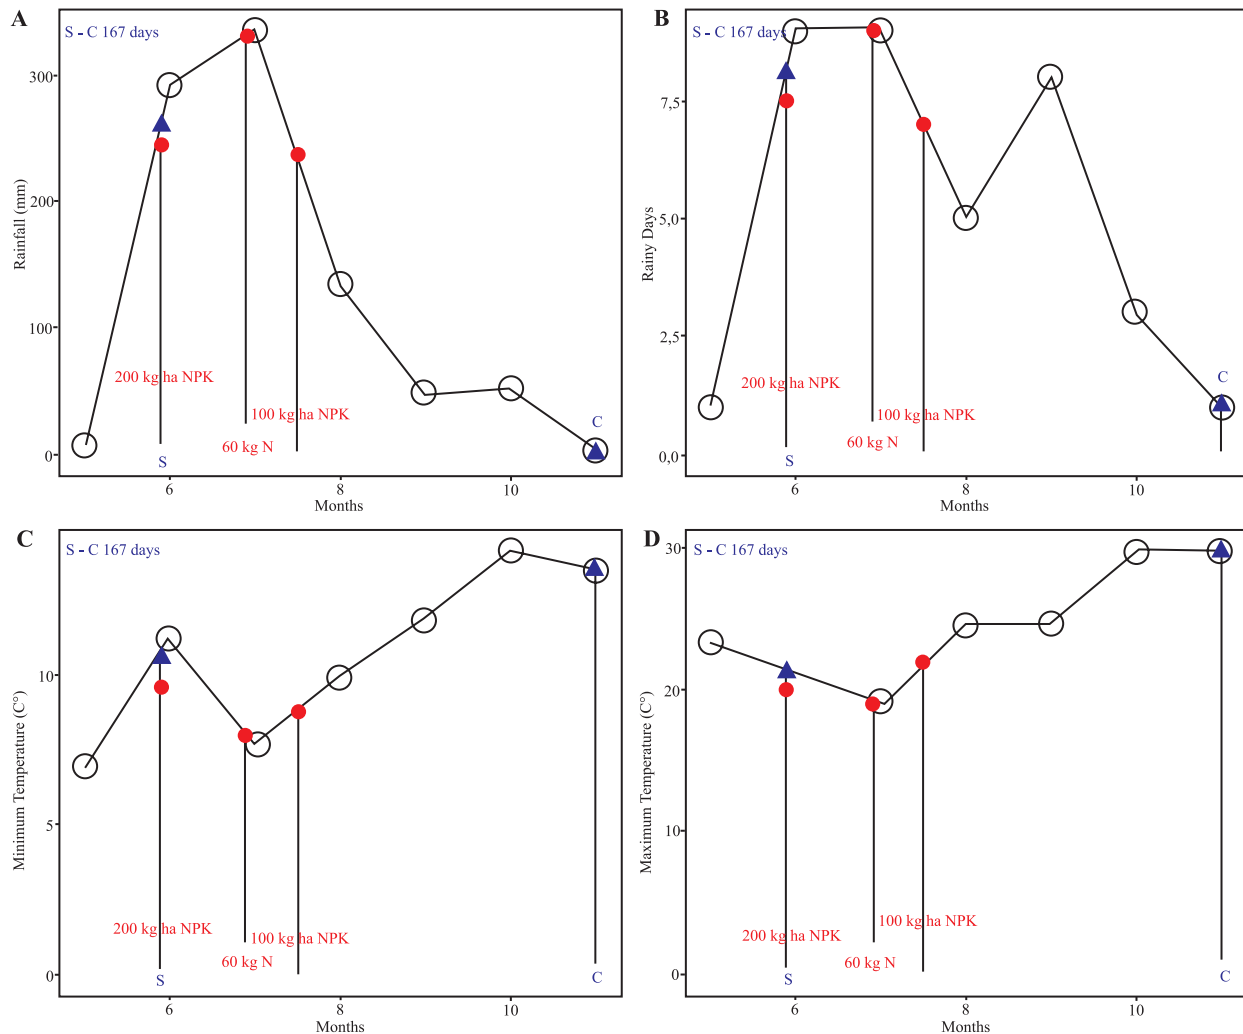 A
S - C 167 days
300
200
100
0
Rainfall (mm)
200 kg ha NPK
100 kg ha NPK
60 kg N
S
C
6
8
10
Months
B
S - C 167 days
7,5
5,0
2,5
0,0
Rainy Days
200 kg ha NPK
100 kg ha NPK
60 kg N
S
C
6
8
10
Months
C
S - C 167 days
10
5
0
Minimum Temperature (C°)
200 kg ha NPK
100 kg ha NPK
60 kg N
S
C
6
8
10
Months
D
S - C 167 days
30
20
10
0
Maximum Temperature (C°)
100 kg ha NPK
200 kg ha NPK
60 kg N
S
C
6
8
10
Months